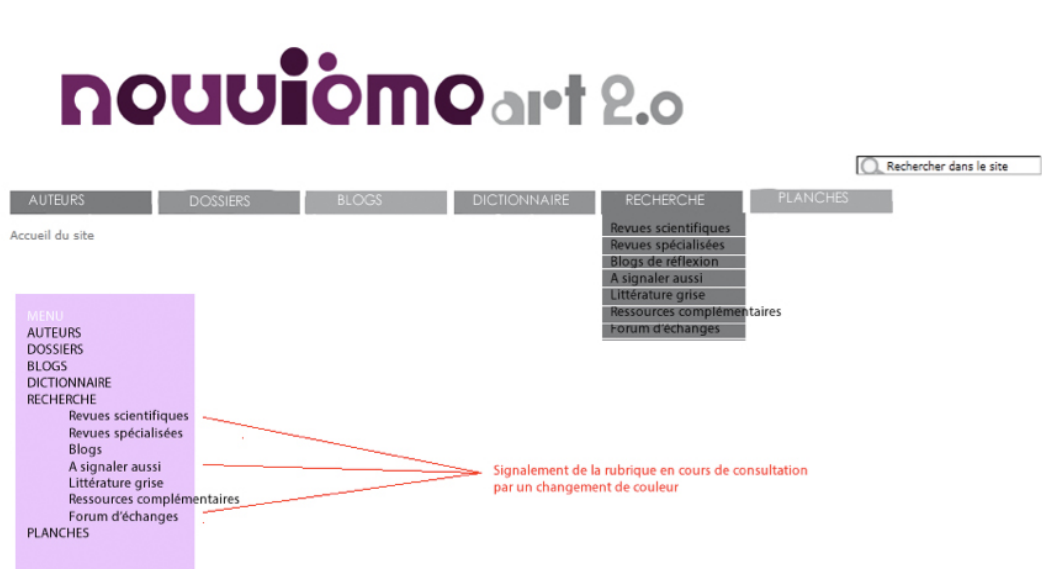 neuvième art 2.0
Rechercher dans le site
AUTEURS DOSSIERS BLOGS DICTIONNAIRE RECHERCHE PLANCHES
Accueil du site
Revues scientifiques
Revues spécialisées
Blogs de réflexion
A signaler aussi
Littérature grise
Ressources complémentaires
Forum d'échanges
MENU
AUTEURS
DOSSIERS
BLOGS
DICTIONNAIRE
RECHERCHE
Revues scientifiques
Revues spécialisées
Blogs
A signaler aussi
Littérature grise
Ressources complémentaires
Forum d'échanges
PLANCHES
Signalement de la rubrique en cours de consultation
par un changement de couleur